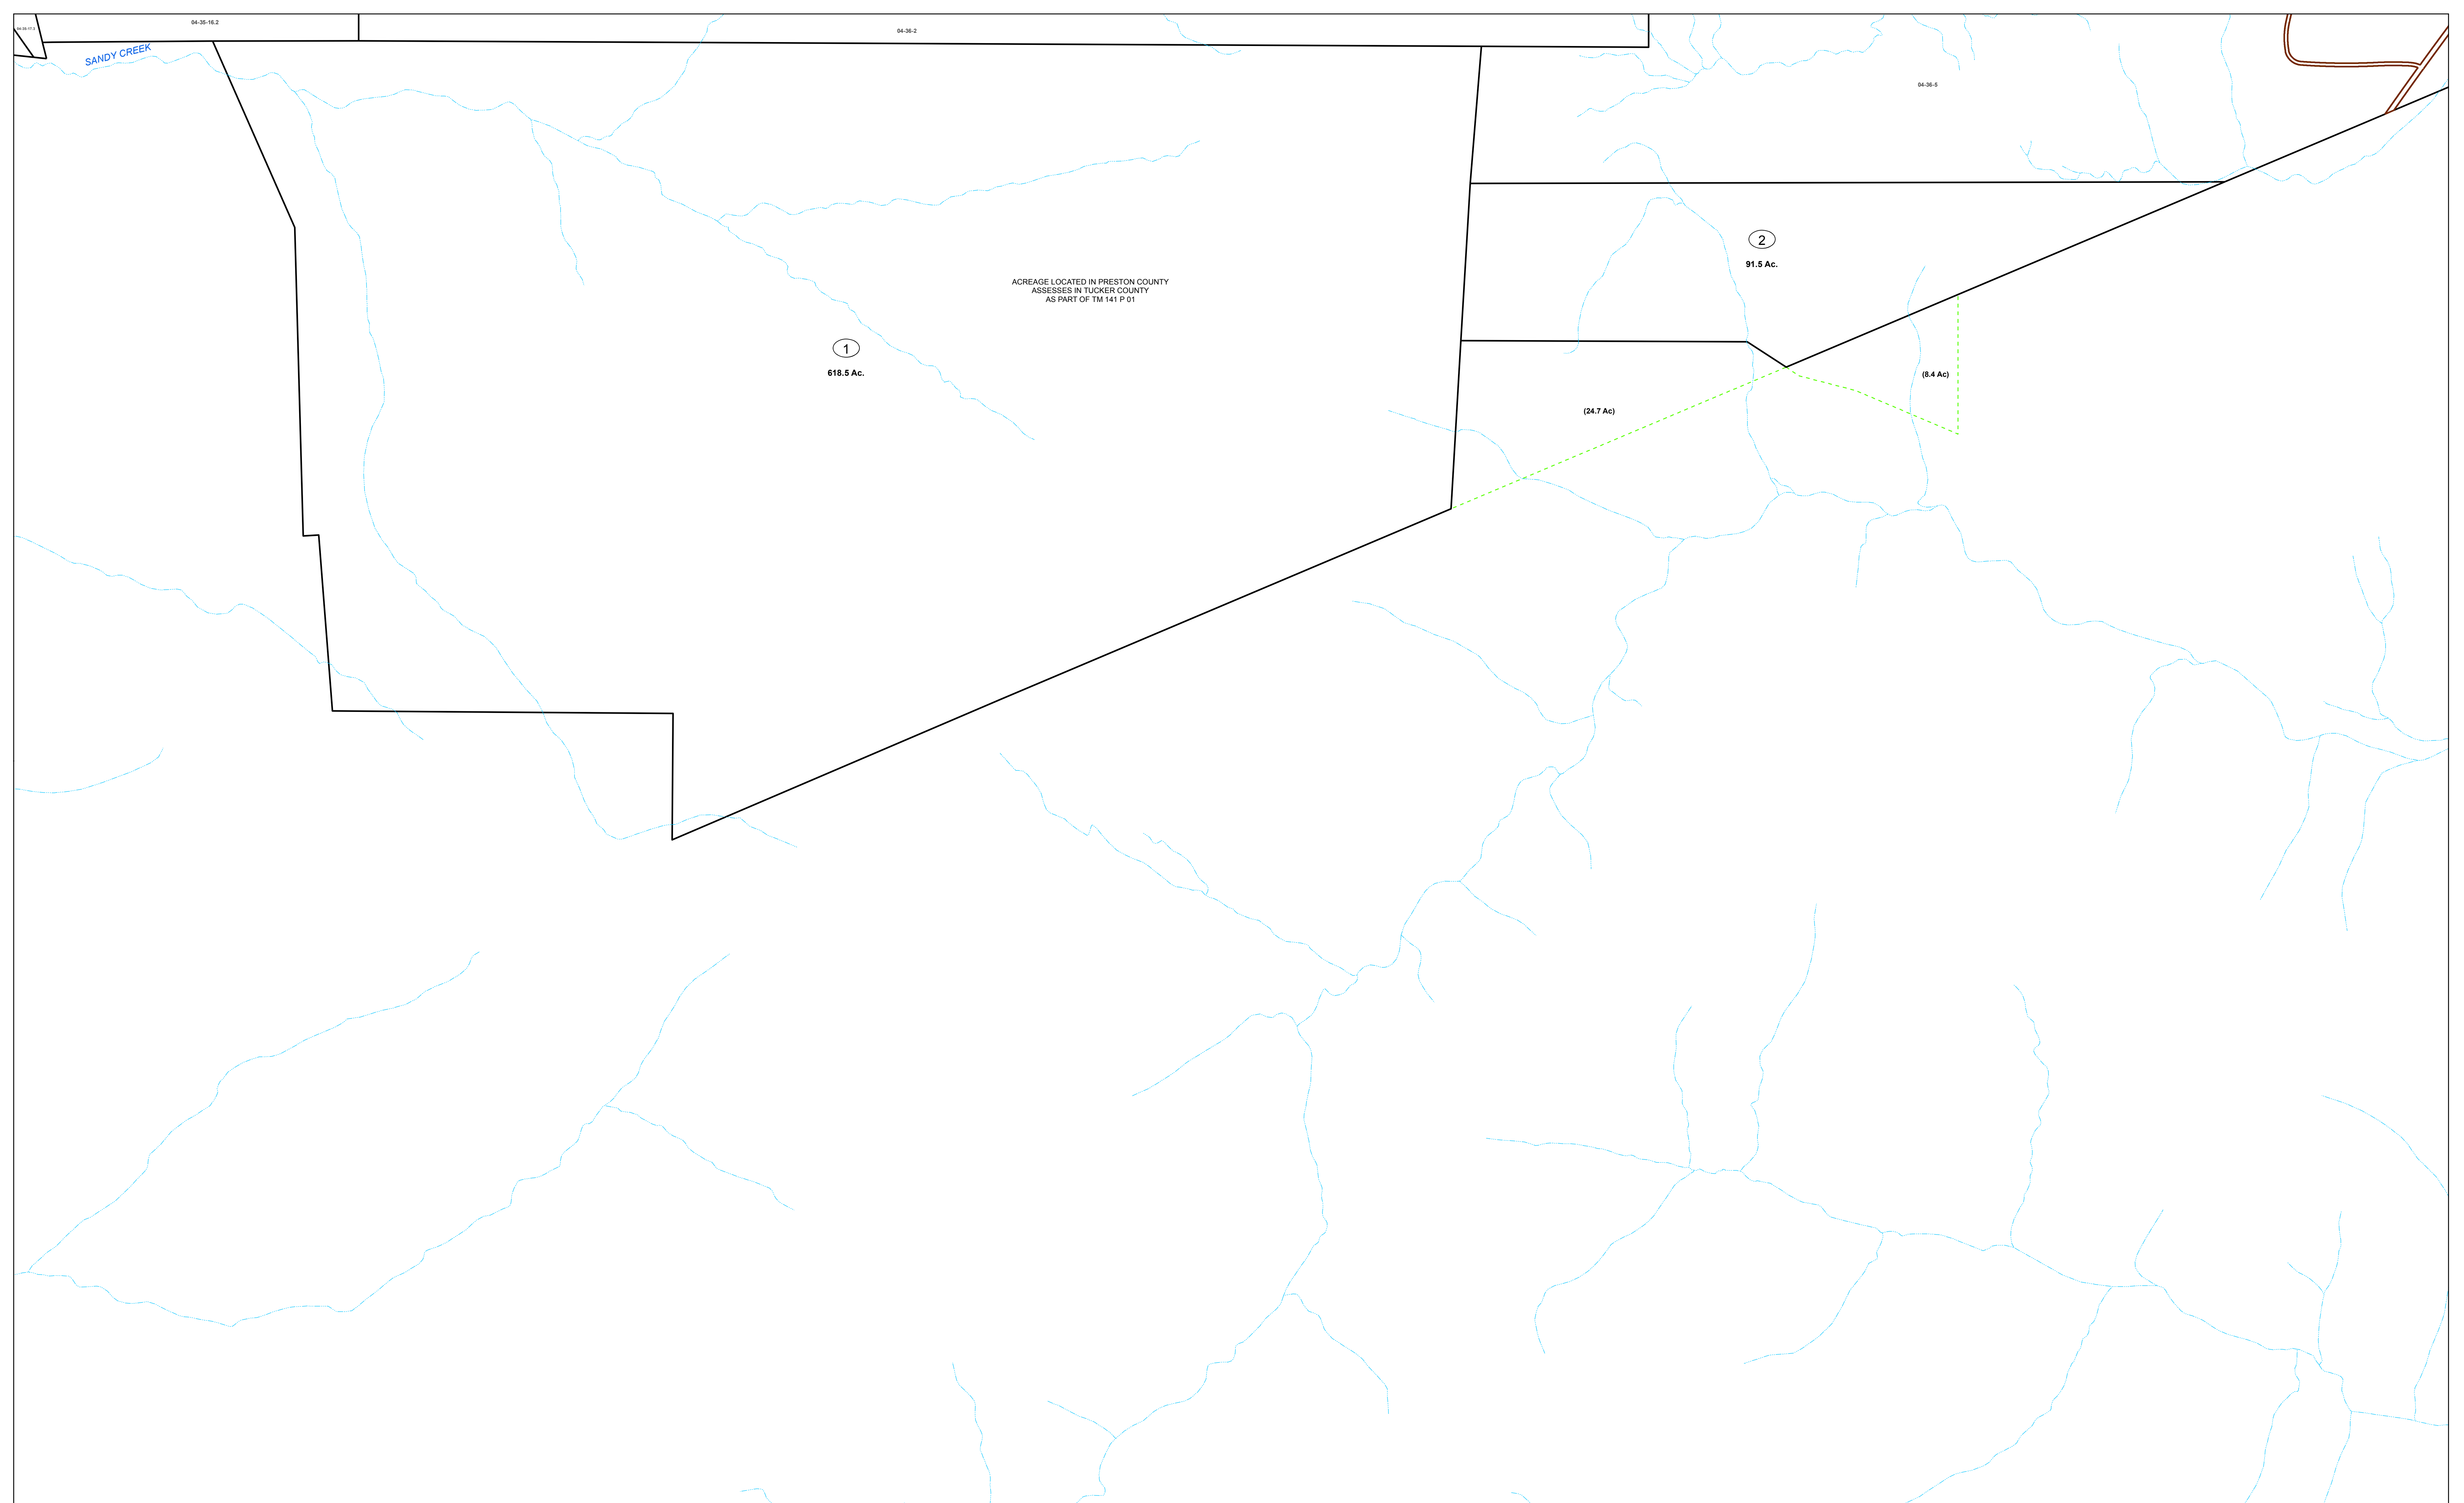 04-35-16.2
04-36-2
SANDY CREEK
04-36-5
2
91.5 Ac.
ACREAGE LOCATED IN PRESTON COUNTY
ASSESSES IN TUCKER COUNTY
AS PART OF TM 141 P 01
1
618.5 Ac.
(8.4 Ac)
(24.7 Ac)